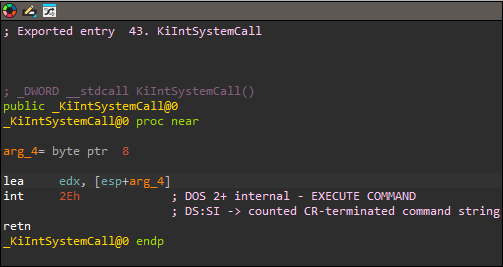 ; Exported entry  43. KiIntSystemCall
; _DWORD __stdcall KiIntSystemCall()
public _KiIntSystemCall@0
_KiIntSystemCall@0 proc near
arg_4= byte ptr  8
lea     edx, [esp+arg_4]
int     2Eh             ; DOS 2+ internal - EXECUTE COMMAND
; DS:SI -> counted CR-terminated command string
retn
_KiIntSystemCall@0 endp